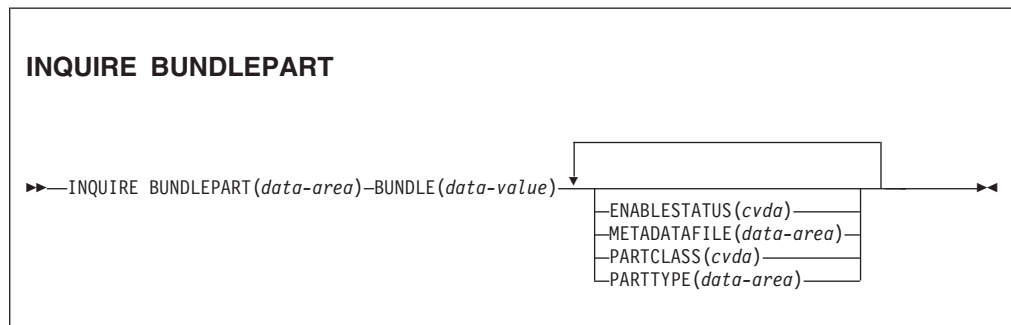 INQUIRE BUNDLEPART
INQUIRE BUNDLEPART(data-area) BUNDLE(data-value)
ENABLESTATUS(cvda)
METADATAFILE(data-area)
PARTCLASS(cvda)
PARTTYPE(data-area)